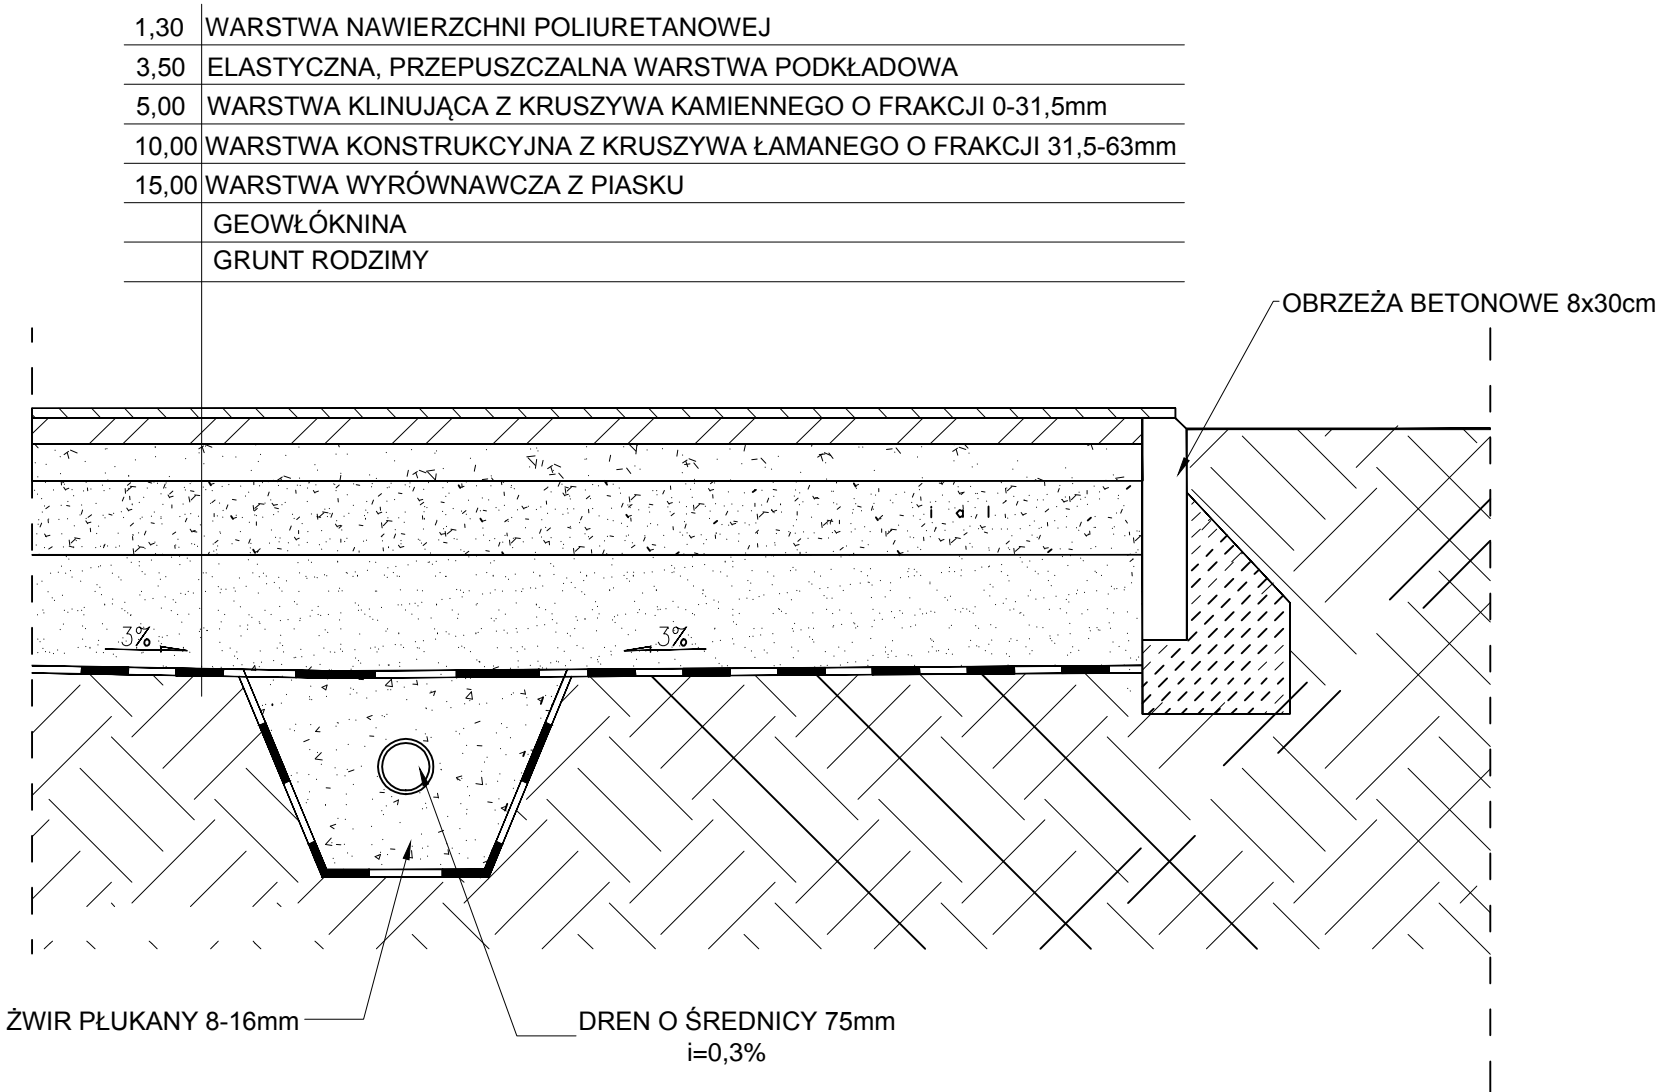 1,30 WARSTWA NAWIERZCHNI POLIURETANOWEJ
3,50 ELASTYCZNA, PRZEPUSZCZALNA WARSTWA PODKŁADOWA
5,00 WARSTWA KLINUJĄCA Z KRUSZYWA KAMIENNEGO O FRAKCJI 0-31,5mm
10,00 WARSTWA KONSTRUKCYJNA Z KRUSZYWA ŁAMANEGO O FRAKCJI 31,5-63mm
15,00 WARSTWA WYRÓWNAWCZA Z PIASKU
GEOWŁÓKNINA
GRUNT RODZIMY
OBRZEŻA BETONOWE 8x30cm
i d l
3% 3%
ŻWIR PŁUKANY 8-16mm
DREN O ŚREDNICY 75mm
i=0,3%